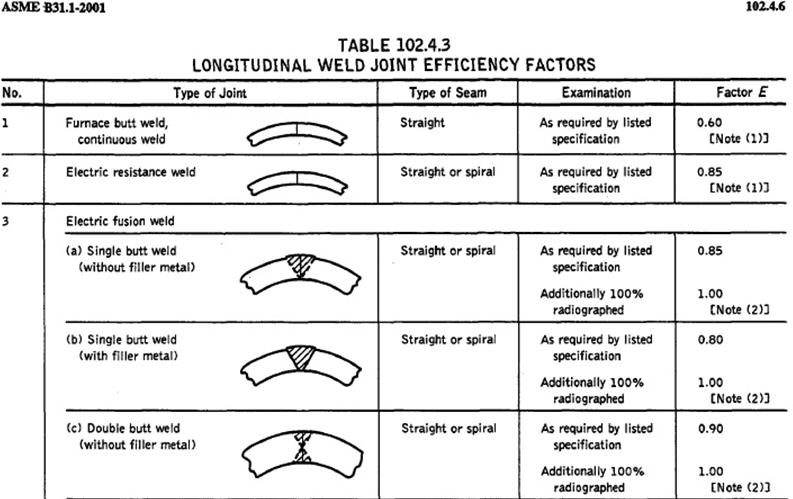 ASME B31.1-2001 102.4.6
TABLE 102.4.3
LONGITUDINAL WELD JOINT EFFICIENCY FACTORS
No. Type of Joint Type of Seam Examination Factor E
1 Furnace butt weld, Straight As required by listed 0.60
continuous weld specification [Note (1)]
2 Electric resistance weld Straight or spiral As required by listed 0.85
specification [Note (1)]
3 Electric fusion weld
(a) Single butt weld Straight or spiral As required by listed 0.85
(without filler metal) specification
Additionally 100% 1.00
radiographed [Note (2)]
(b) Single butt weld Straight or spiral As required by listed 0.80
(with filler metal) specification
Additionally 100% 1.00
radiographed [Note (2)]
(c) Double butt weld Straight or spiral As required by listed 0.90
(without filler metal) specification
Additionally 100% 1.00
radiographed [Note (2)]